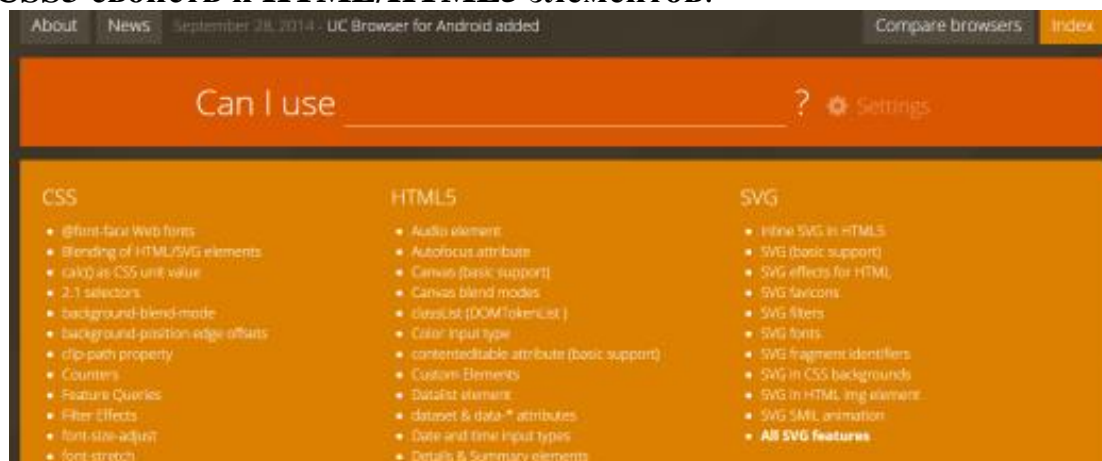 CSS3 свойств и HTML/HTML5 элементов.
About News September 28, 2014 - UC Browser for Android added Compare browsers Index
Can I use ? Settings
CSS
@font-face Web fonts
Blending of HTML/SVG elements
calc() as CSS unit value
2.1 selectors
background-blend-mode
background-position edge offsets
clip-path property
Counters
Feature Queries
Filter Effects
font-size-adjust
font-stretch
HTML5
Audio element
Autofocus attribute
Canvas (basic support)
Canvas blend modes
classList (DOMTokenList )
Color input type
contenteditable attribute (basic support)
Custom Elements
Datalist element
dataset & data-* attributes
Date and time input types
Details & Summary elements
SVG
Inline SVG in HTML5
SVG (basic support)
SVG effects for HTML
SVG favicons
SVG filters
SVG fonts
SVG fragment identifiers
SVG in CSS backgrounds
SVG in HTML img element
SVG SMIL animation
All SVG features